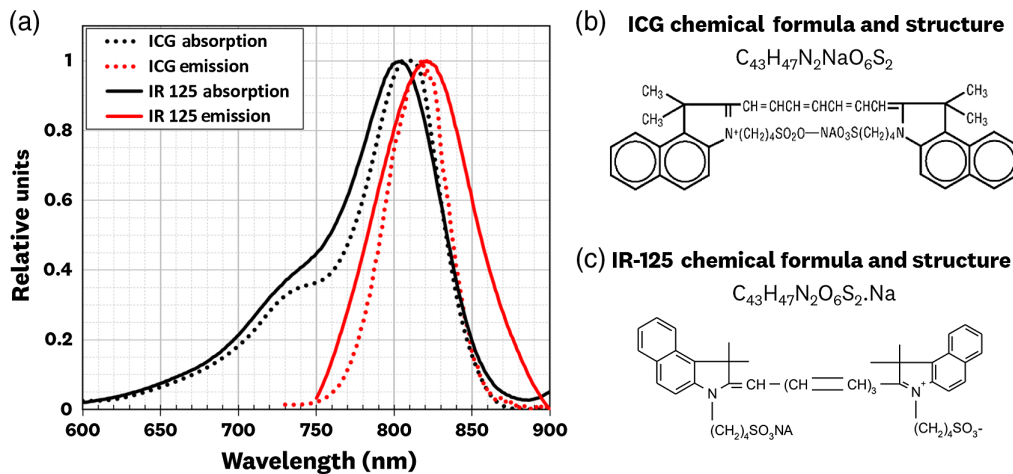 (a)
ICG absorption
ICG emission
IR 125 absorption
IR 125 emission
Relative units
1
0.8
0.6
0.4
0.2
0
600
650
700
750
800
850
900
Wavelength (nm)
(b)
ICG chemical formula and structure
C₄₃H₄₇N₂NaO₆S₂
CH₃
CH₃
CH₃
CH₃
CH=CHCH=CHCH=CHCH
N⁺(CH₂)₄SO₂O—NAO₃S(CH₂)₄N
(c) IR-125 chemical formula and structure
C₄₃H₄₇N₂O₆S₂.Na
N
=CH—(CH
CH)₃
N⁺
(CH₂)₄SO₃NA
(CH₂)₄SO₃-